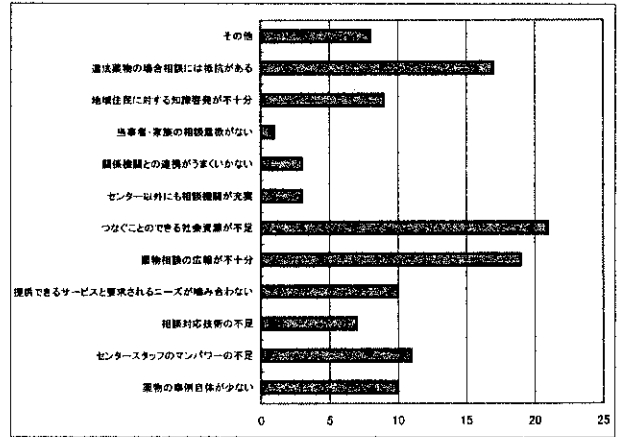 その他
違法薬物の場合相談には抵抗がある
地域住民に対する知識啓発が不十分
当事者・家族の相談意欲がない
関係機関との連携がうまくいかない
センター以外にも相談機関が充実
つなぐことのできる社会資源が不足
薬物相談の広報が不十分
提供できるサービスと要求されるニーズが噛み合わない
相談対応技術の不足
センタースタッフのマンパワーの不足
薬物の事例自体が少ない
0 5 10 15 20 25